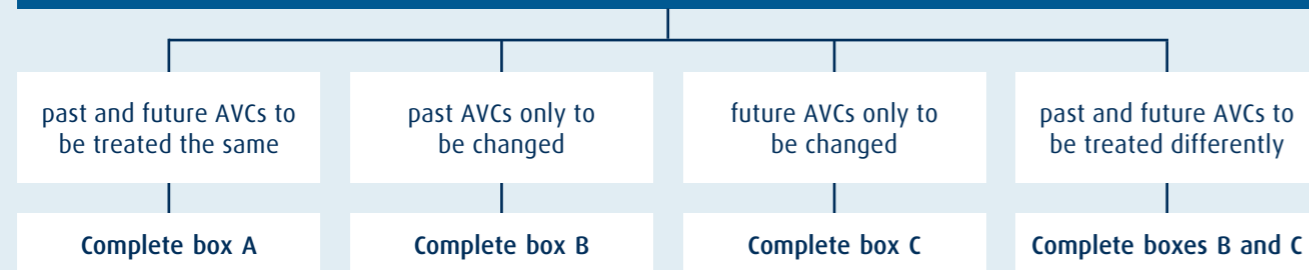 past and future AVCs to
be treated the same
past AVCs only to
be changed
future AVCs only to
be changed
past and future AVCs to
be treated differently
Complete box A
Complete box B
Complete box C
Complete boxes B and C